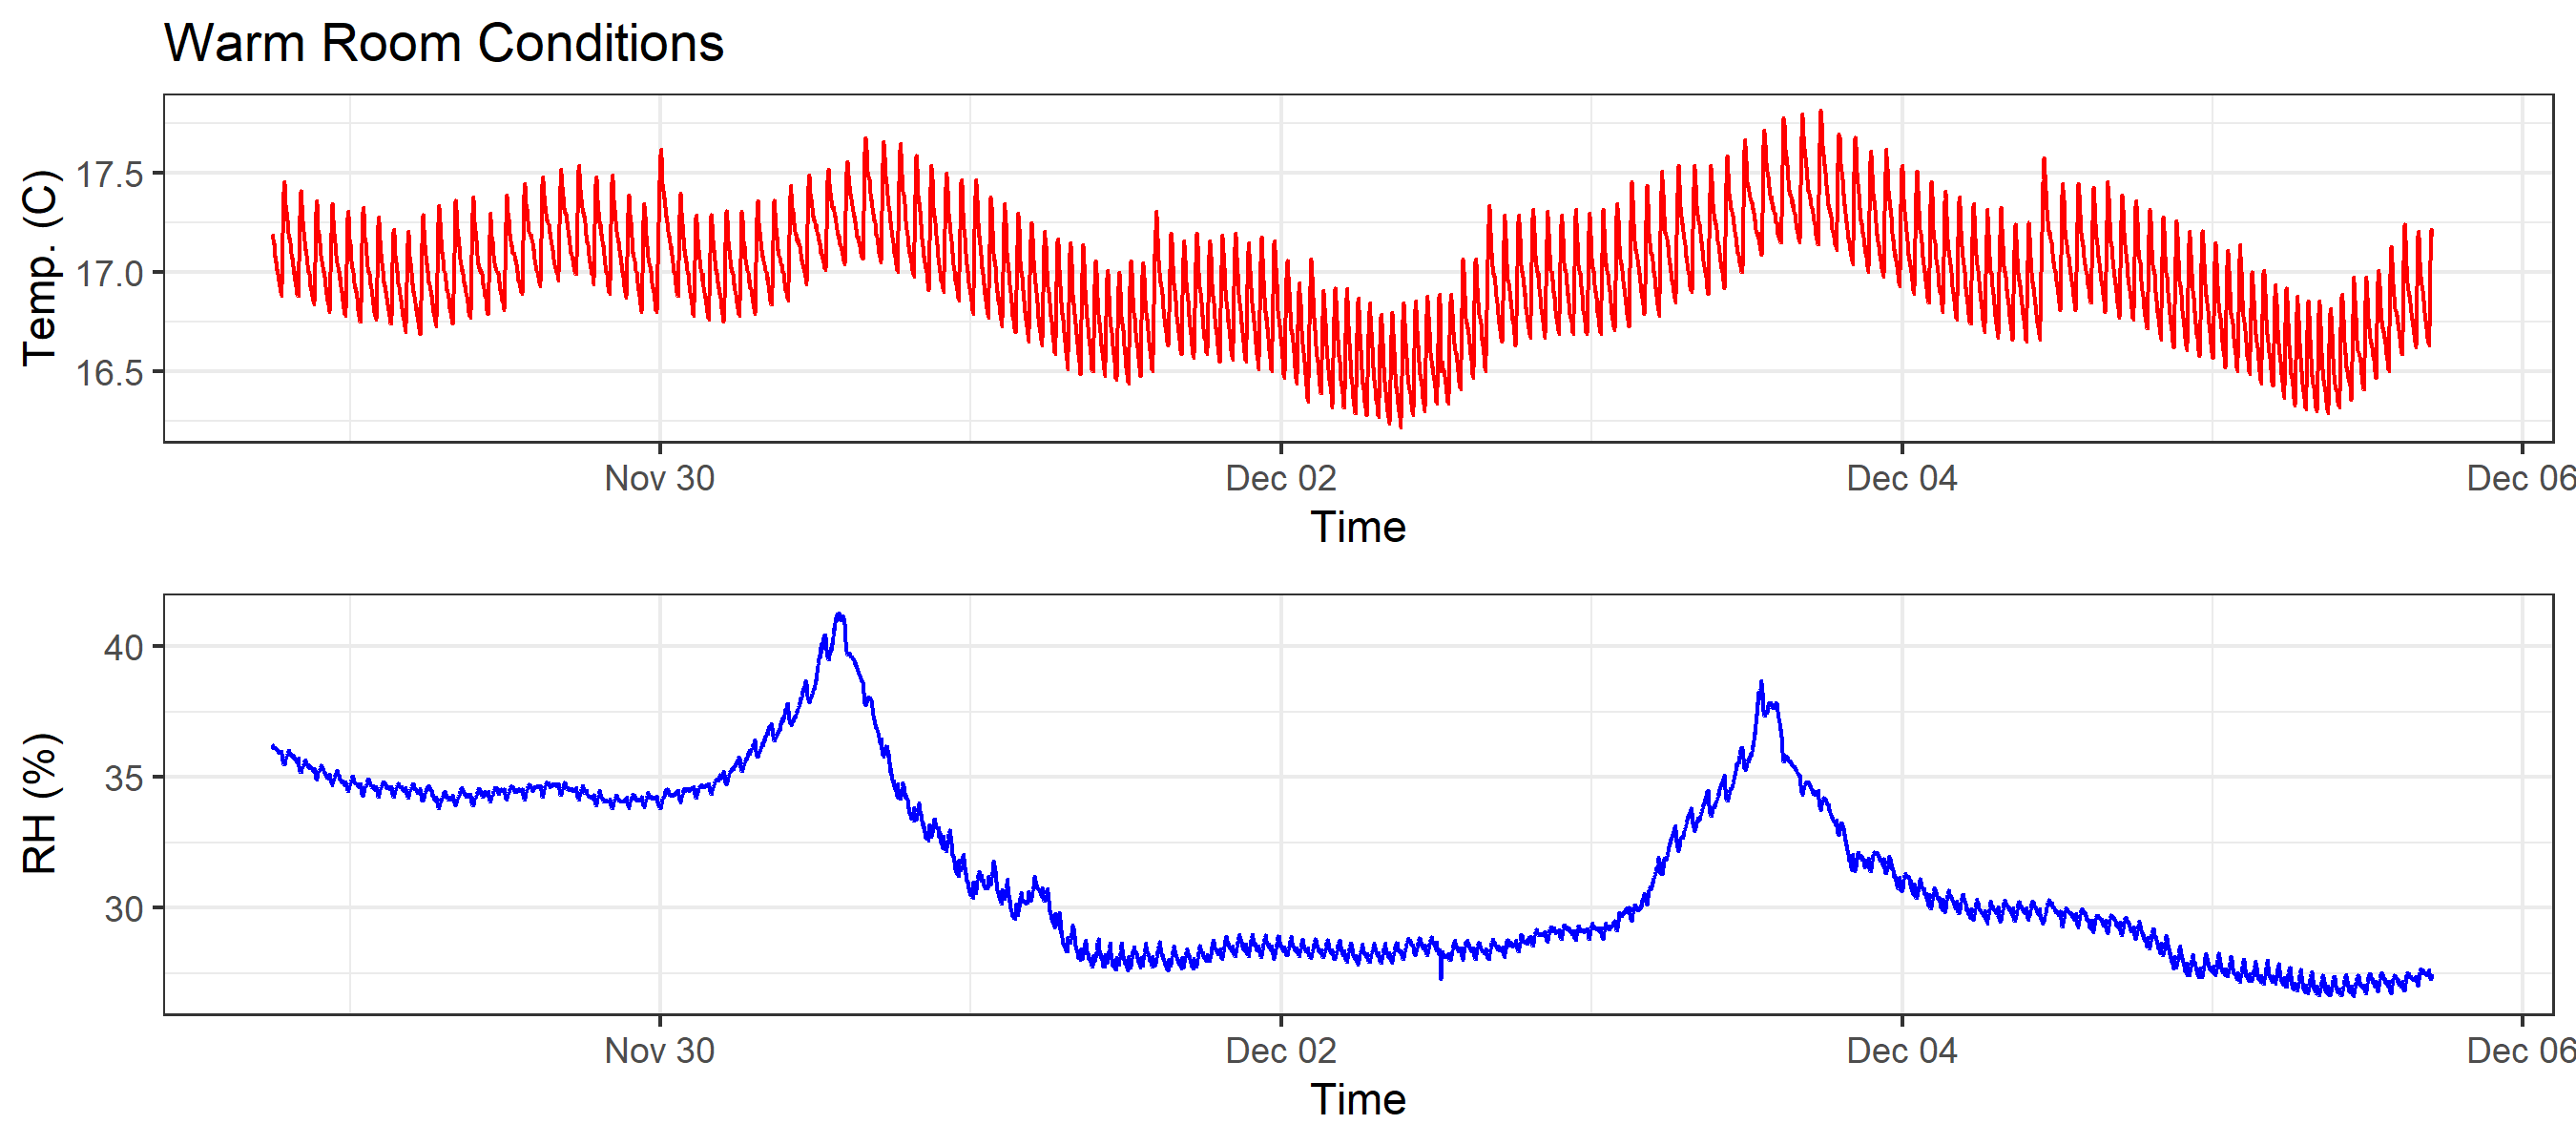 Warm Room Conditions
Temp. (C)
17.5
17.0
16.5
Nov 30 Dec 02 Dec 04 Dec 06
Time
RH (%)
40
35
30
Nov 30 Dec 02 Dec 04 Dec 06
Time